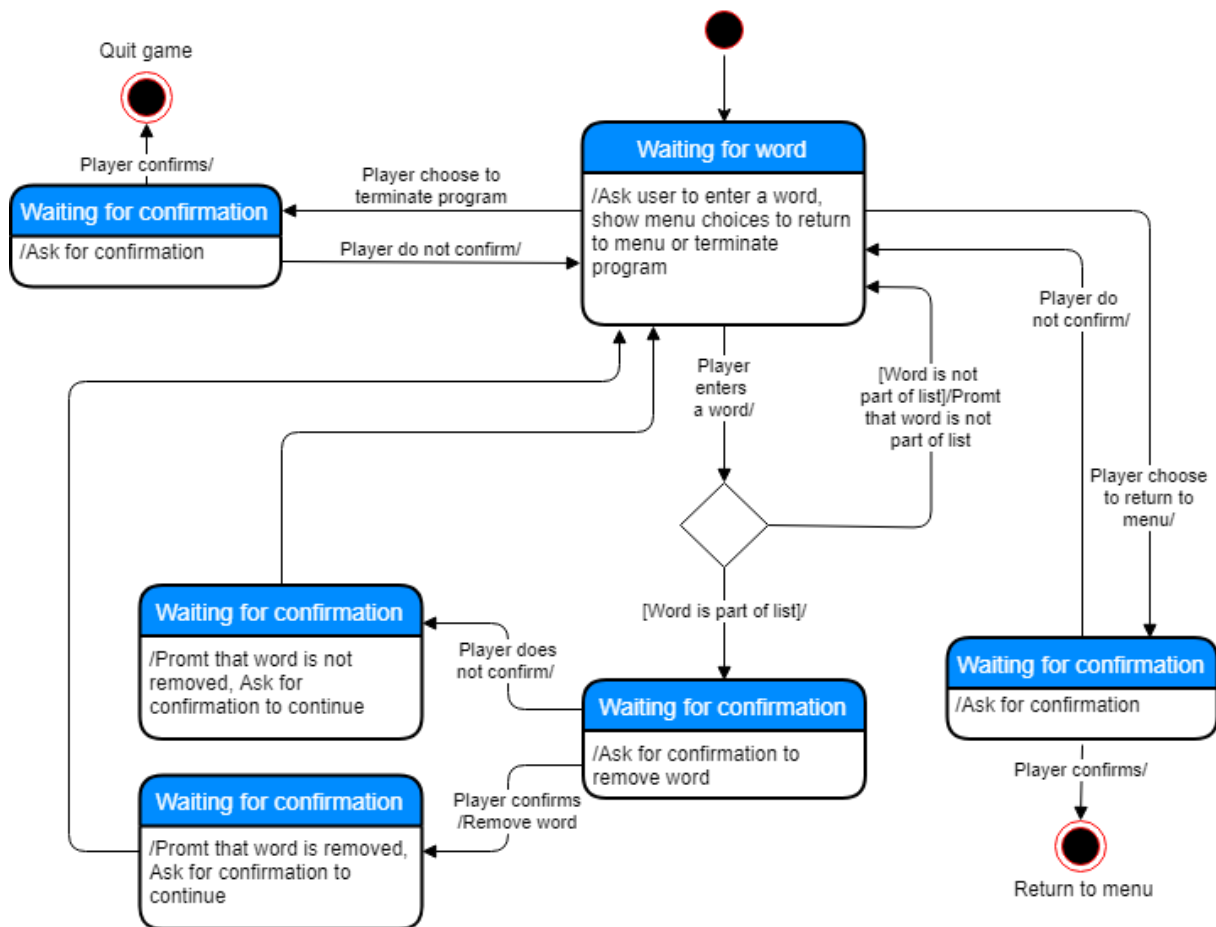 Quit game
Player confirms/
Waiting for confirmation
/Ask for confirmation
Player choose to
terminate program
Player do not confirm/
Waiting for word
/Ask user to enter a word,
show menu choices to return
to menu or terminate
program
Player
enters
a word/
[Word is not
part of list]/Promt
that word is not
part of list
Player do
not confirm/
Player choose
to return to
menu/
[Word is part of list]/
Waiting for confirmation
/Promt that word is not
removed, Ask for
confirmation to continue
Player does
not confirm/
Waiting for confirmation
/Ask for confirmation to
remove word
Waiting for confirmation
/Ask for confirmation
Player confirms/
Return to menu
Player confirms
/Remove word
Waiting for confirmation
/Promt that word is removed,
Ask for confirmation to
continue